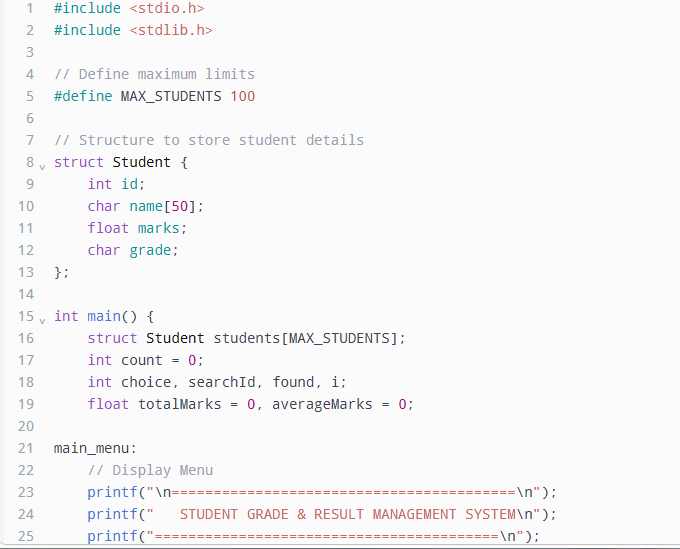 1 #include <stdio.h>
2 #include <stdlib.h>
3
4 // Define maximum limits
5 #define MAX_STUDENTS 100
6
7 // Structure to store student details
8 struct Student {
9     int id;
10     char name[50];
11     float marks;
12     char grade;
13 };
14
15 int main() {
16     struct Student students[MAX_STUDENTS];
17     int count = 0;
18     int choice, searchId, found, i;
19     float totalMarks = 0, averageMarks = 0;
20
21 main_menu:
22     // Display Menu
23     printf("\n=========================================\n");
24     printf("   STUDENT GRADE & RESULT MANAGEMENT SYSTEM\n");
25     printf("=========================================\n");